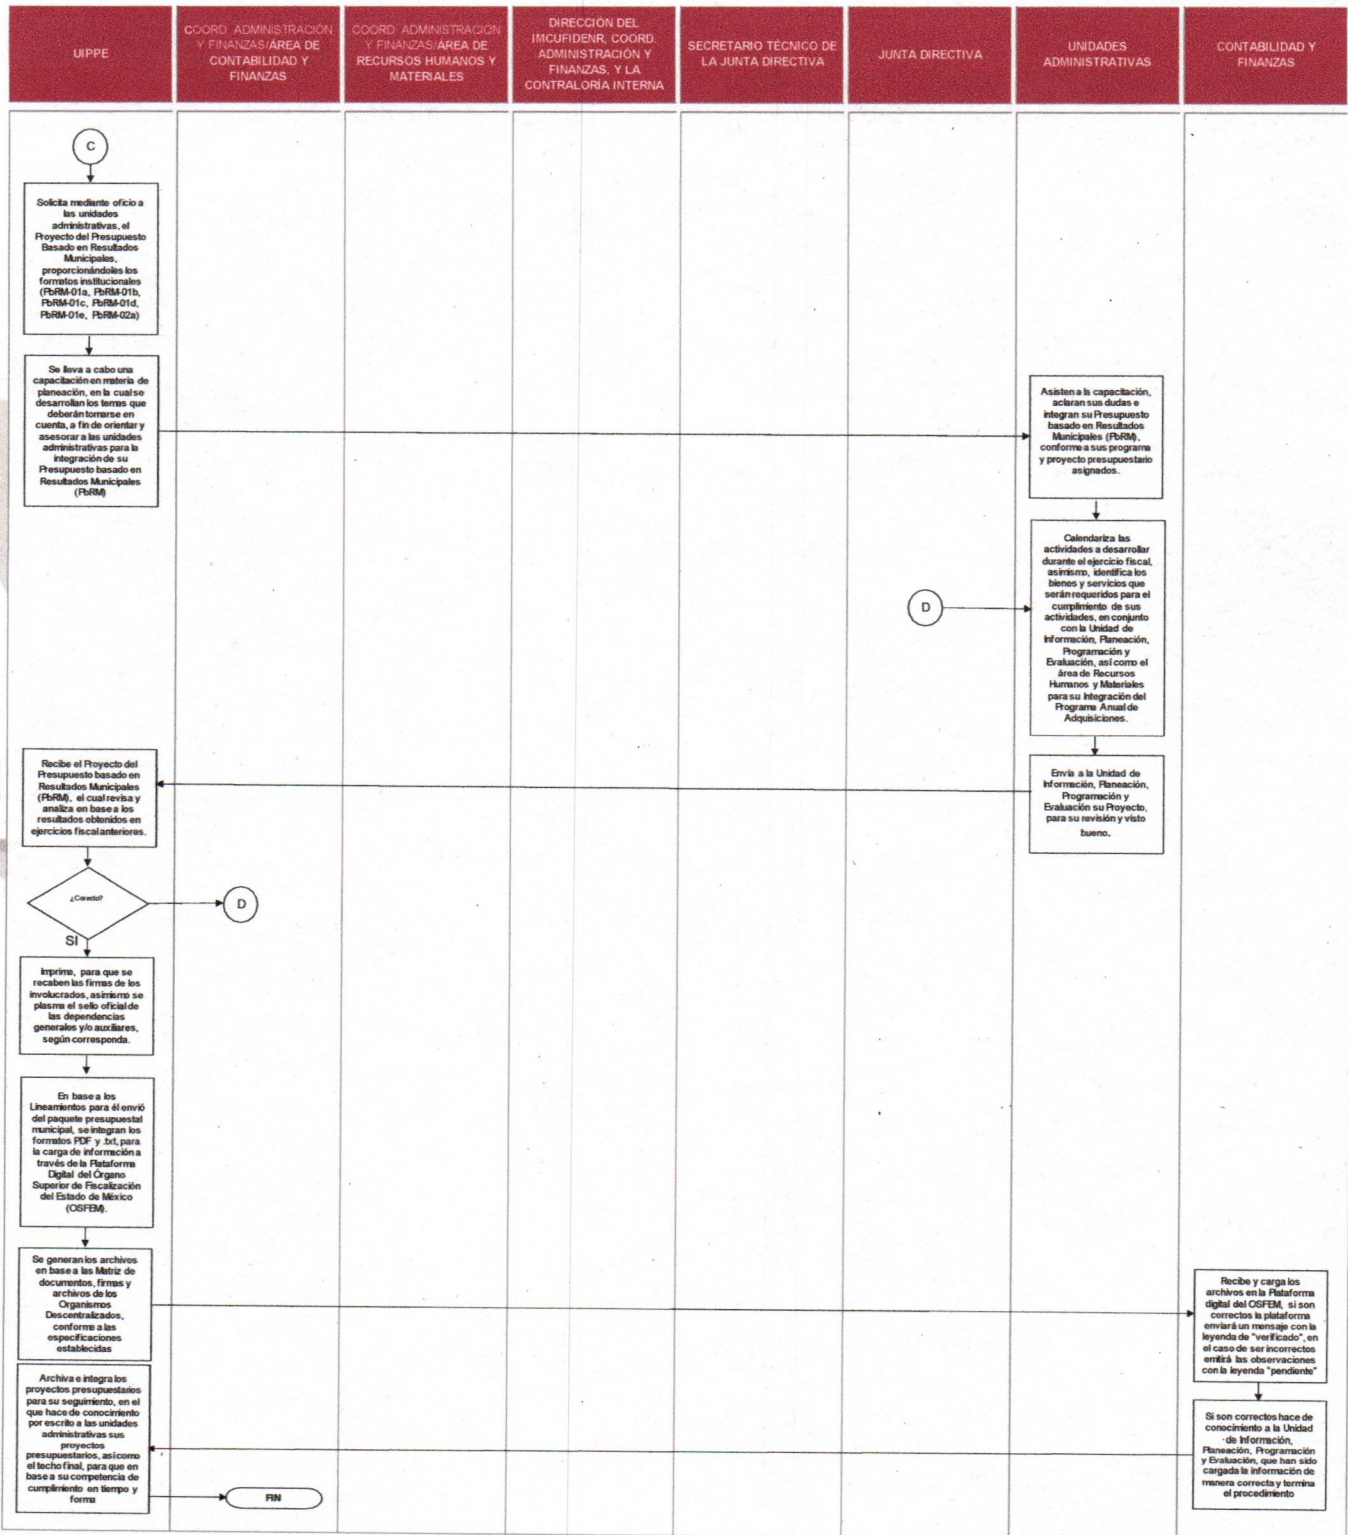 UIPPE
COORD. ADMINISTRACIÓN
Y FINANZAS/ÁREA DE
CONTABILIDAD Y
FINANZAS
COORD. ADMINISTRACIÓN
Y FINANZAS/ÁREA DE
RECURSOS HUMANOS Y
MATERIALES
DIRECCIÓN DEL
IMCUFIDENR, COORD.
ADMINISTRACIÓN Y
FINANZAS, Y LA
CONTRALORÍA INTERNA
SECRETARIO TÉCNICO DE
LA JUNTA DIRECTIVA
JUNTA DIRECTIVA
UNIDADES
ADMINISTRATIVAS
CONTABILIDAD Y
FINANZAS
C
Solicita mediante oficio a
las unidades
administrativas, el
Proyecto del Presupuesto
Basado en Resultados
Municipales,
proporcionándoles los
formatos institucionales
(PbRM-01a, PbRM-01b,
PbRM-01c, PbRM-01d,
PbRM-01e, PbRM-02a)
Se lleva a cabo una
capacitación en materia de
planeación, en la cual se
desarrollan los temas que
deberán tomarse en
cuenta, a fin de orientar y
asesorar a las unidades
administrativas para la
integración de su
Presupuesto basado en
Resultados Municipales
(PbRM)
Asisten a la capacitación,
aclaran sus dudas e
integran su Presupuesto
basado en Resultados
Municipales (PbRM),
conforme a sus programa
y proyecto presupuestario
asignados.
Calendariza las
actividades a desarrollar
durante el ejercicio fiscal,
asimismo, identifica los
bienes y servicios que
serán requeridos para el
cumplimiento de sus
actividades, en conjunto
con la Unidad de
Información, Planeación,
Programación y
Evaluación, así como el
área de Recursos
Humanos y Materiales
para su Integración del
Programa Anual de
Adquisiciones.
D
Envía a la Unidad de
Información, Planeación,
Programación y
Evaluación su Proyecto,
para su revisión y visto
bueno.
Recibe el Proyecto del
Presupuesto basado en
Resultados Municipales
(PbRM), el cual revisa y
analiza en base a los
resultados obtenidos en
ejercicios fiscal anteriores.
¿Correcto?
D
SI
Imprime, para que se
recaben las firmas de los
involucrados, asimismo se
plasma el sello oficial de
las dependencias
generales y/o auxiliares,
según corresponda.
En base a los
Lineamientos para él envió
del paquete presupuestal
municipal, se integran los
formatos PDF y .txt, para
la carga de información a
través de la Plataforma
Digital del Órgano
Superior de Fiscalización
del Estado de México
(OSFEM).
Se generan los archivos
en base a las Matriz de
documentos, firmas y
archivos de los
Organismos
Descentralizados,
conforme a las
especificaciones
establecidas
Recibe y carga los
archivos en la Plataforma
digital del OSFEM, si son
correctos la plataforma
enviará un mensaje con la
leyenda de "verificado", en
el caso de ser incorrectos
emitirá las observaciones
con la leyenda "pendiente"
Si son correctos hace de
conocimiento a la Unidad
de Información,
Planeación, Programación
y Evaluación, que han sido
cargada la información de
manera correcta y termina
el procedimiento
Archiva e integra los
proyectos presupuestarios
para su seguimiento, en el
que hace de conocimiento
por escrito a las unidades
administrativas sus
proyectos
presupuestarios, así como
el techo final, para que en
base a su competencia de
cumplimiento en tiempo y
forma
FIN